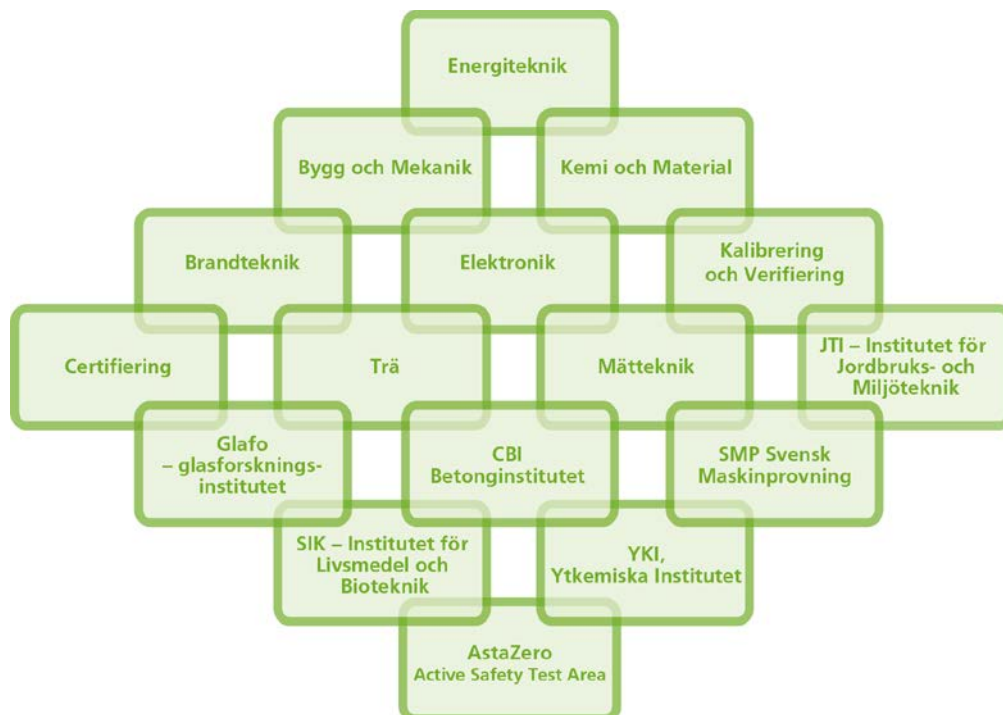 Energiteknik
Bygg och Mekanik
Kemi och Material
Brandteknik
Elektronik
Kalibrering
och Verifiering
Certifiering
Trä
Mätteknik
JTI – Institutet för
Jordbruks- och
Miljöteknik
Glafo
– glasforsknings-
institutet
CBI
Betonginstitutet
SMP Svensk
Maskinprovning
SIK – Institutet för
Livsmedel och
Bioteknik
YKI,
Ytkemiska Institutet
AstaZero
Active Safety Test Area